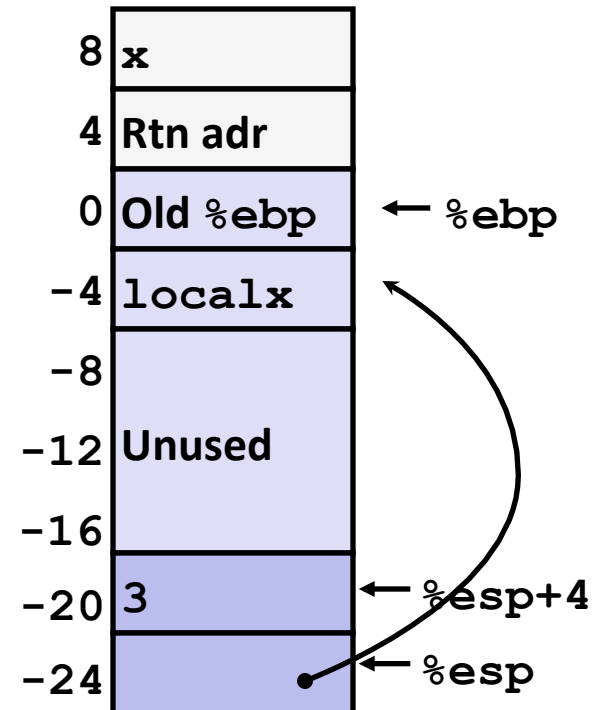 8 x
4 Rtn adr
0 Old %ebp %ebp
-4 localx
-8
-12 Unused
-16
-20 3 %esp+4
-24 %esp